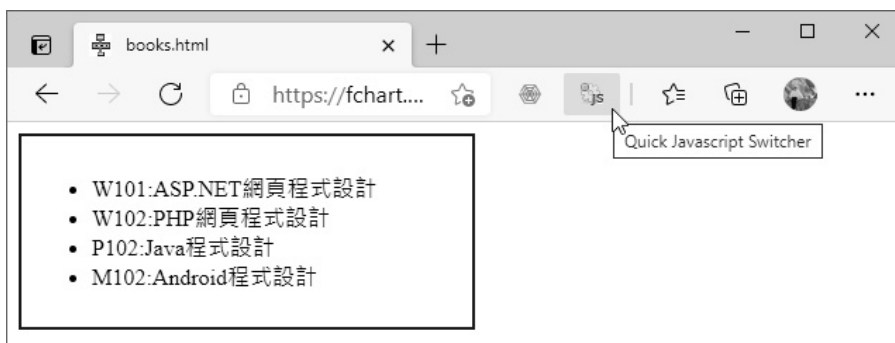 books.html
https://fchart....
js
Quick Javascript Switcher
W101:ASP.NET網頁程式設計
W102:PHP網頁程式設計
P102:Java程式設計
M102:Android程式設計